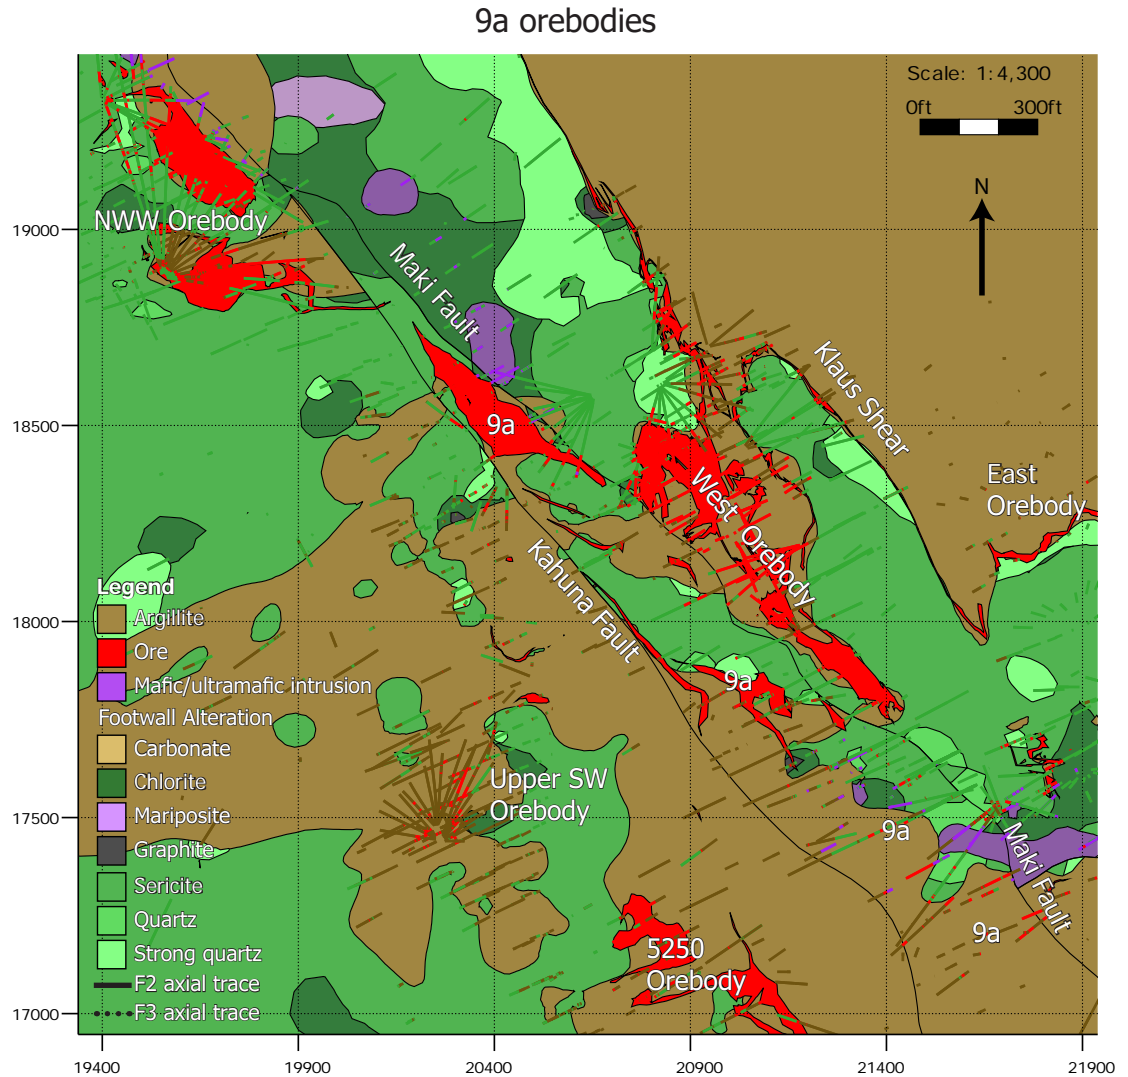 9a orebodies
Scale: 1:4,300
0ft 300ft
N
19000
18500
18000
17500
17000
NWW Orebody
Maki Fault
Klaus Shear
9a
West Orebody
East
Orebody
Kahuna Fault
9a
Upper SW
Orebody
9a
Maki Fault
9a
5250
Orebody
Legend
Argillite
Ore
Mafic/ultramafic intrusion
Footwall Alteration
Carbonate
Chlorite
Mariposite
Graphite
Sericite
Quartz
Strong quartz
F2 axial trace
F3 axial trace
19400 19900 20400 20900 21400 21900